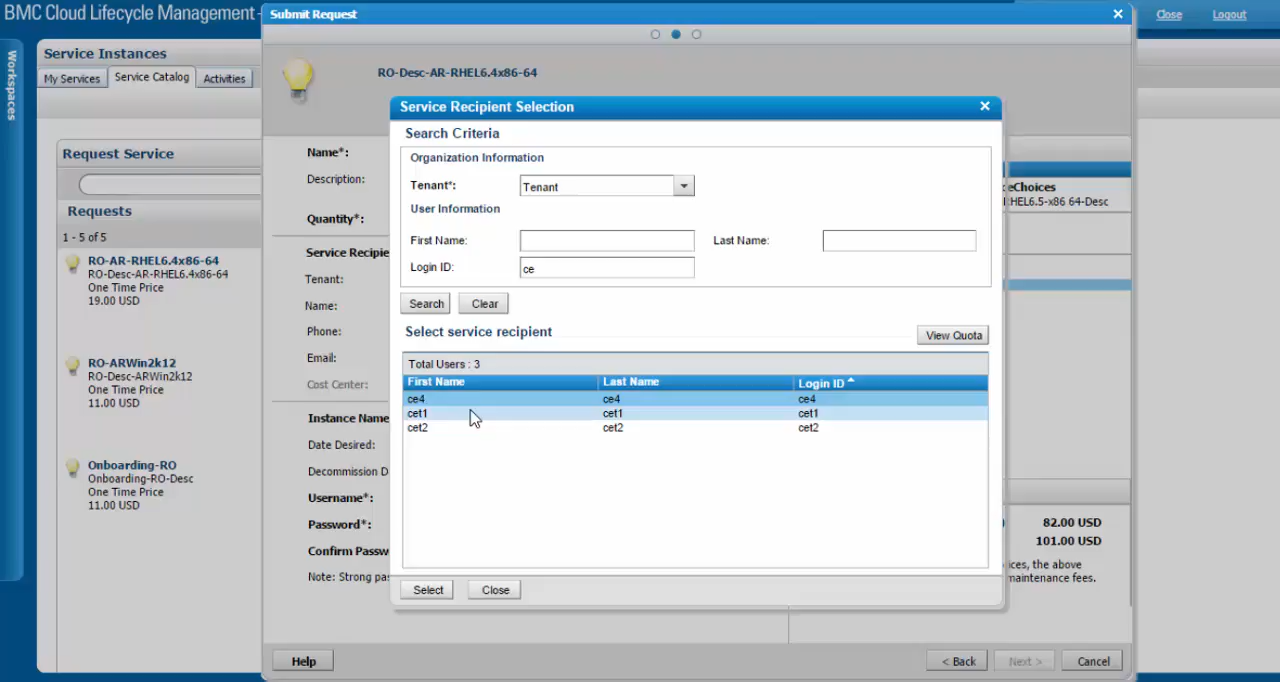 BMC Cloud Lifecycle Management
Submit Request
Close
Logout
Workspaces
Service Instances
My Services
Service Catalog
Activities
Request Service
Requests
1 - 5 of 5
RO-AR-RHEL6.4x86-64
RO-Desc-AR-RHEL6.4x86-64
One Time Price
19.00 USD
RO-ARWin2k12
RO-Desc-ARWin2k12
One Time Price
11.00 USD
Onboarding-RO
Onboarding-RO-Desc
One Time Price
11.00 USD
RO-Desc-AR-RHEL6.4x86-64
Name*:
Description:
Quantity*:
Service Recipie
Tenant:
Name:
Phone:
Email:
Cost Center:
Instance Name
Date Desired:
Decommission D
Username*:
Password*:
Confirm Passw
Note: Strong pa
Service Recipient Selection
Search Criteria
Organization Information
Tenant*: Tenant
User Information
First Name: Last Name:
Login ID: ce
Search Clear
Select service recipient
View Quota
Total Users : 3
First Name Last Name Login ID
ce4 ce4 ce4
cet1 cet1 cet1
cet2 cet2 cet2
Select Close
eChoices
RHEL6.5-x86 64-Desc
82.00 USD
101.00 USD
ices, the above
maintenance fees.
Help
< Back Next > Cancel